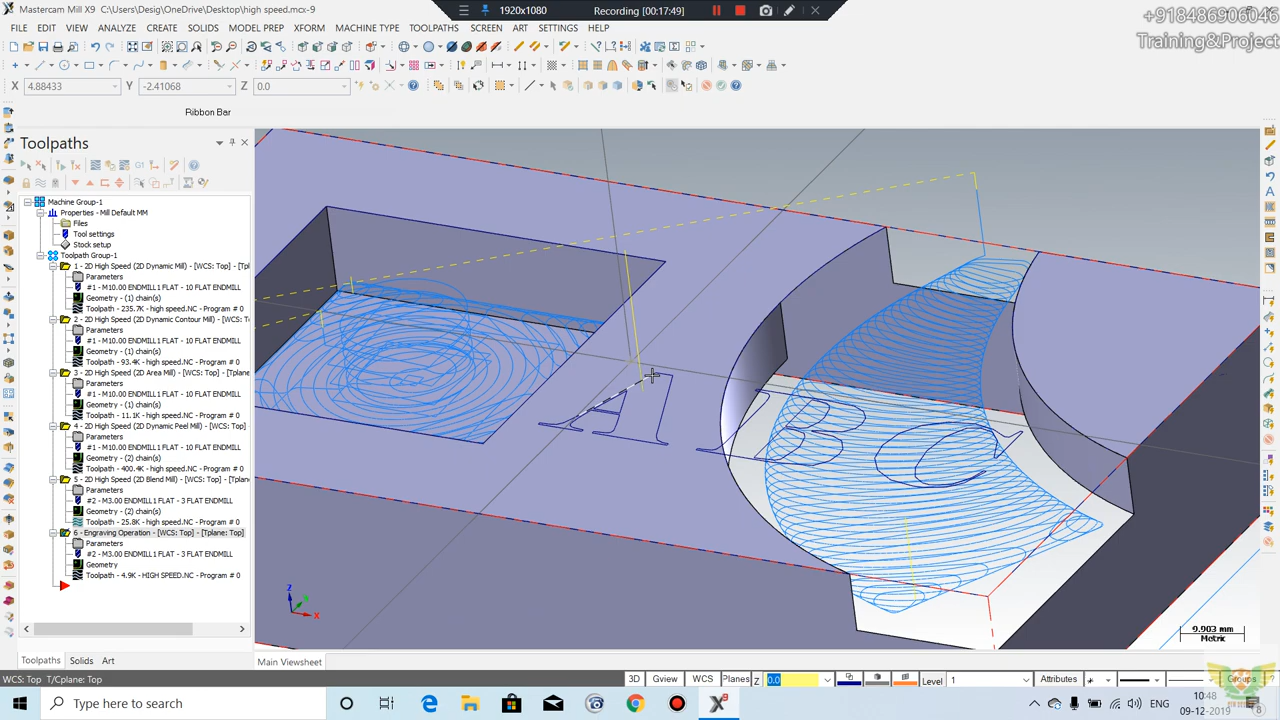 C:\Users\Desig\OneDrive\Desktop\high speed.mcx-9
1920x1080
Recording [00:17:49]
+918486906046
Training&Project
Mastercam Mill X9
FILE EDIT VIEW ANALYZE CREATE SOLIDS MODEL PREP XFORM MACHINE TYPE TOOLPATHS SCREEN ART SETTINGS HELP
X 4.88433 Y -2.41068 Z 0.0
Ribbon Bar
Toolpaths
Machine Group-1
Properties - Mill Default MM
Files
Tool settings
Stock setup
Toolpath Group-1
1 - 2D High Speed (2D Dynamic Mill) - [WCS: Top] - [Tpl
Parameters
#1 - M10.00 ENDMILL1 FLAT - 10 FLAT ENDMILL
Geometry - (1) chain(s)
Toolpath - 235.7K - high speed.NC - Program # 0
2 - 2D High Speed (2D Dynamic Contour Mill) - [WCS: To
Parameters
#1 - M10.00 ENDMILL1 FLAT - 10 FLAT ENDMILL
Geometry - (1) chain(s)
Toolpath - 93.4K - high speed.NC - Program # 0
3 - 2D High Speed (2D Area Mill) - [WCS: Top] - [Tplane:
Parameters
#1 - M10.00 ENDMILL1 FLAT - 10 FLAT ENDMILL
Geometry - (1) chain(s)
Toolpath - 11.1K - high speed.NC - Program # 0
4 - 2D High Speed (2D Dynamic Peel Mill) - [WCS: Top]
Parameters
#1 - M10.00 ENDMILL1 FLAT - 10 FLAT ENDMILL
Geometry - (2) chain(s)
Toolpath - 400.4K - high speed.NC - Program # 0
5 - 2D High Speed (2D Blend Mill) - [WCS: Top] - [Tplan
Parameters
#2 - M3.00 ENDMILL1 FLAT - 3 FLAT ENDMILL
Geometry - (2) chain(s)
Toolpath - 25.8K - high speed.NC - Program # 0
6 - Engraving Operation - [WCS: Top] - [Tplane: Top]
Parameters
#2 - M3.00 ENDMILL1 FLAT - 3 FLAT ENDMILL
Geometry
Toolpath - 4.9K - HIGH SPEED.NC - Program # 0
A B C
Z X
9.903 mm
Metric
Toolpaths Solids Art
Main Viewsheet
WCS: Top T/Cplane: Top
3D Gview WCS Planes Z 0.0 Level 1 Attributes Groups ?
Type here to search
ENG
10:48
09-12-2019
8